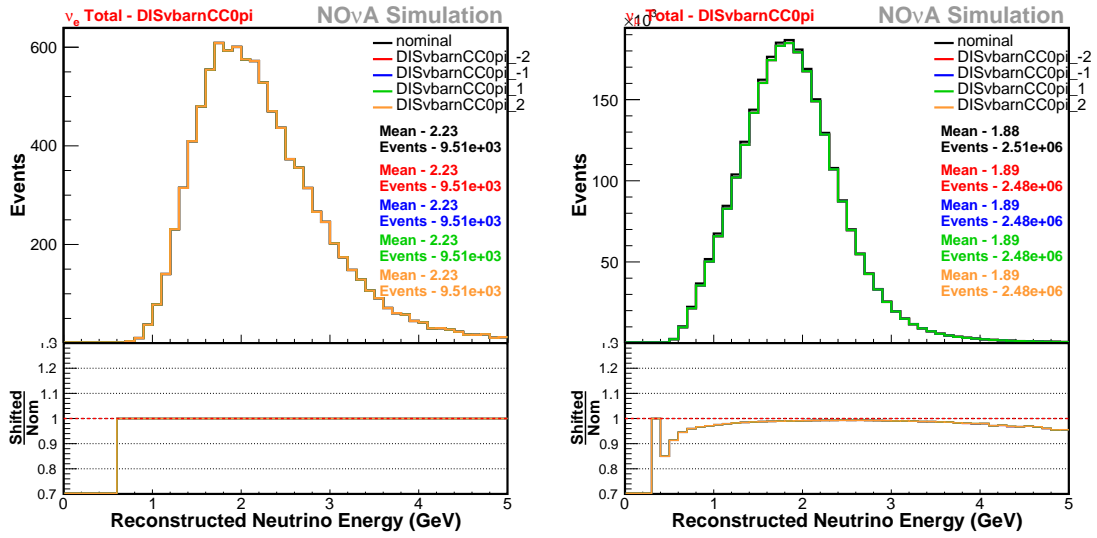 ν_e Total - DISvbarnCC0pi
NOνA Simulation
nominal
DISvbarnCC0pi_-2
DISvbarnCC0pi_-1
DISvbarnCC0pi_1
DISvbarnCC0pi_2
Mean - 2.23
Events - 9.51e+03
Mean - 2.23
Events - 9.51e+03
Mean - 2.23
Events - 9.51e+03
Mean - 2.23
Events - 9.51e+03
Mean - 2.23
Events - 9.51e+03
600
400
200
Events
1.2
1.1
1
0.9
0.8
0.7
Shifted
Nom
0 1 2 3 4 5
Reconstructed Neutrino Energy (GeV)
Total - DISvbarnCC0pi
NOνA Simulation
nominal
DISvbarnCC0pi_-2
DISvbarnCC0pi_-1
DISvbarnCC0pi_1
DISvbarnCC0pi_2
Mean - 1.88
Events - 2.51e+06
Mean - 1.89
Events - 2.48e+06
Mean - 1.89
Events - 2.48e+06
Mean - 1.89
Events - 2.48e+06
Mean - 1.89
Events - 2.48e+06
150
100
50
Events
1.2
1.1
1
0.9
0.8
0.7
Shifted
Nom
0 1 2 3 4 5
Reconstructed Neutrino Energy (GeV)